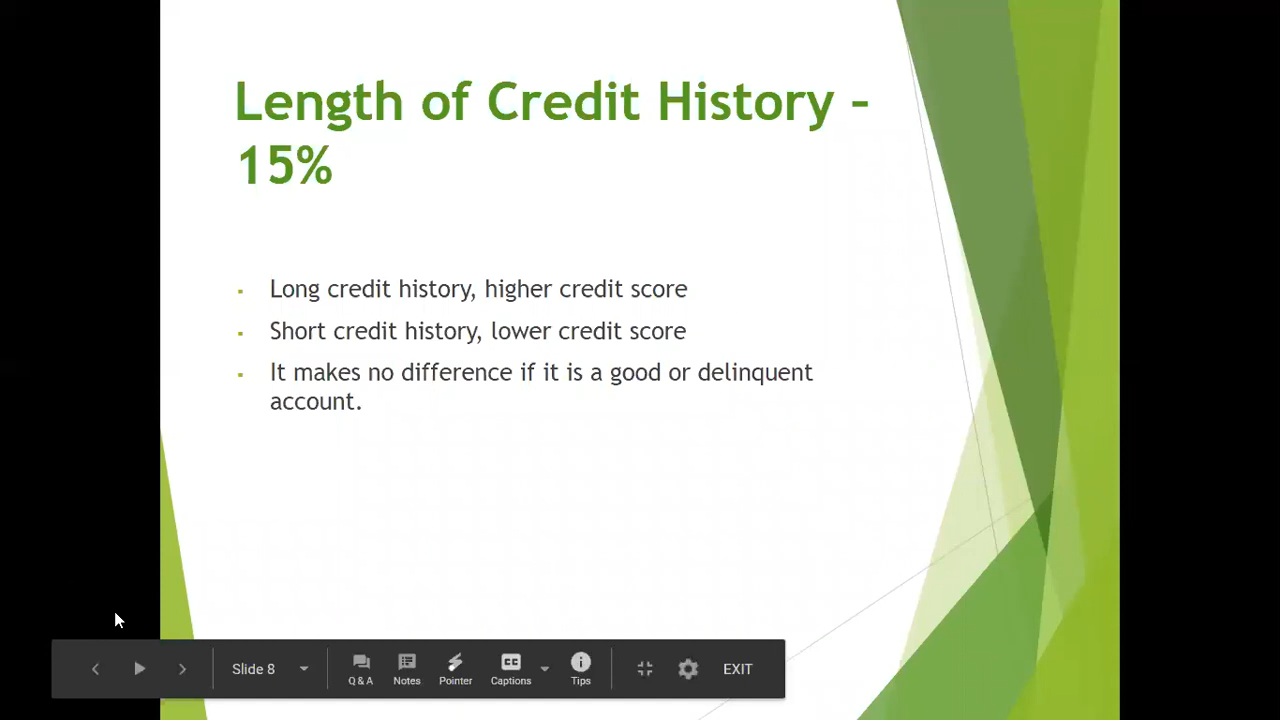 Length of Credit History –
15%
▪ Long credit history, higher credit score
▪ Short credit history, lower credit score
▪ It makes no difference if it is a good or delinquent
account.
Slide 8
Q & A
Notes
Pointer
CC
Captions
Tips
EXIT